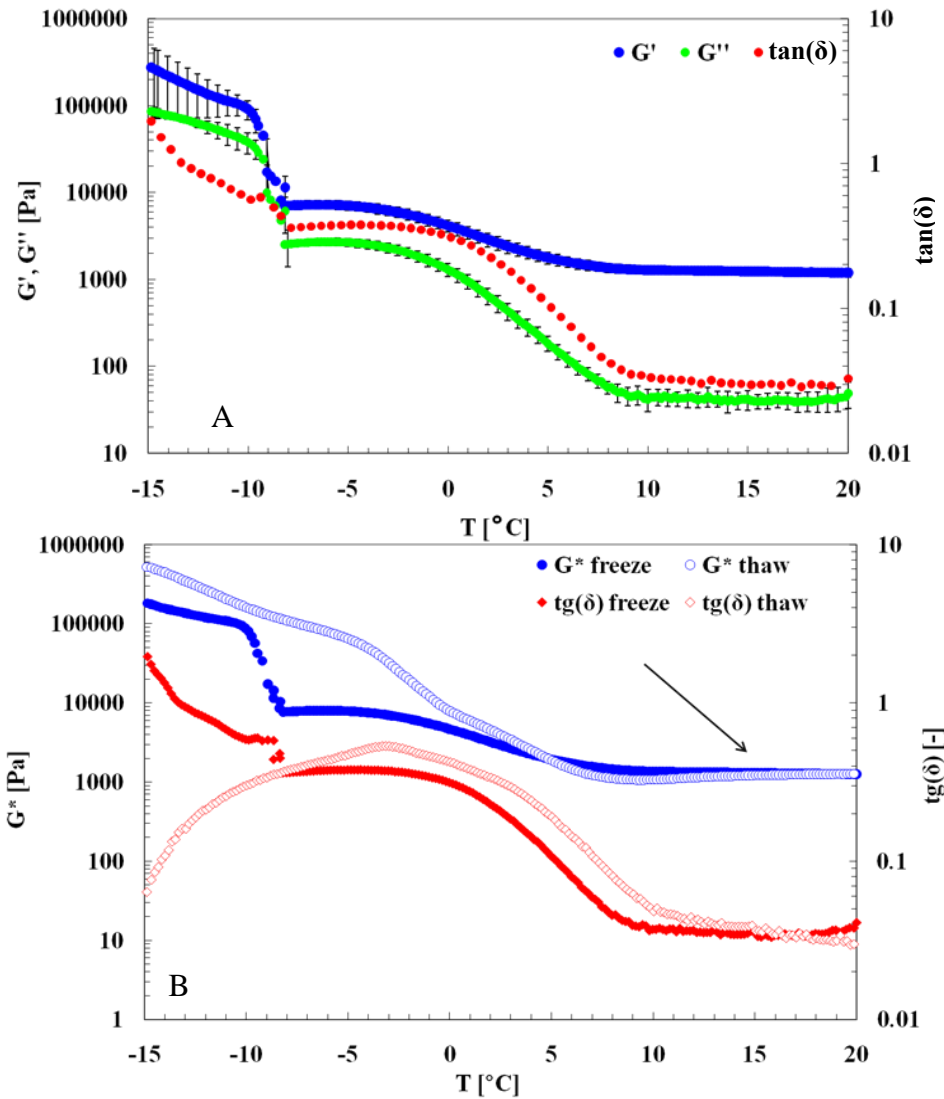 1000000
100000
10000
1000
100
10
G', G'' [Pa]
G' G'' tan(δ)
10
1
0.1
0.01
tan(δ)
A
-15 -10 -5 0 5 10 15 20
T [°C]
1000000
100000
10000
1000
100
10
1
G* [Pa]
G* freeze G* thaw
tg(δ) freeze tg(δ) thaw
10
1
0.1
0.01
tg(δ) [-]
B
-15 -10 -5 0 5 10 15 20
T [°C]